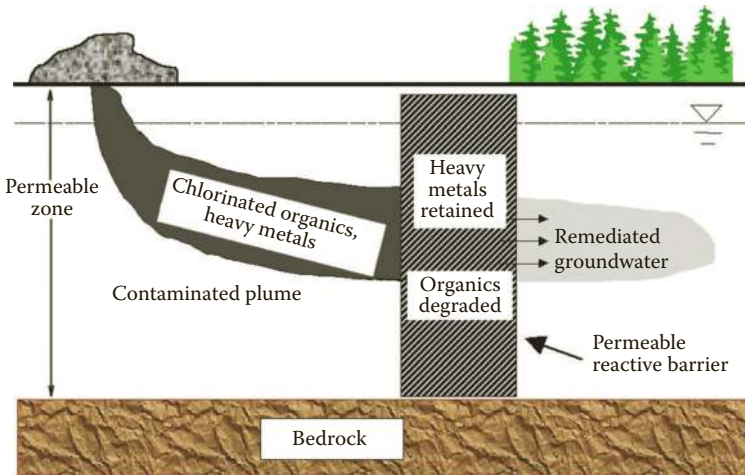 Permeable
zone
Chlorinated organics,
heavy metals
Contaminated plume
Heavy
metals
retained
Organics
degraded
Remediated
groundwater
Permeable
reactive barrier
Bedrock